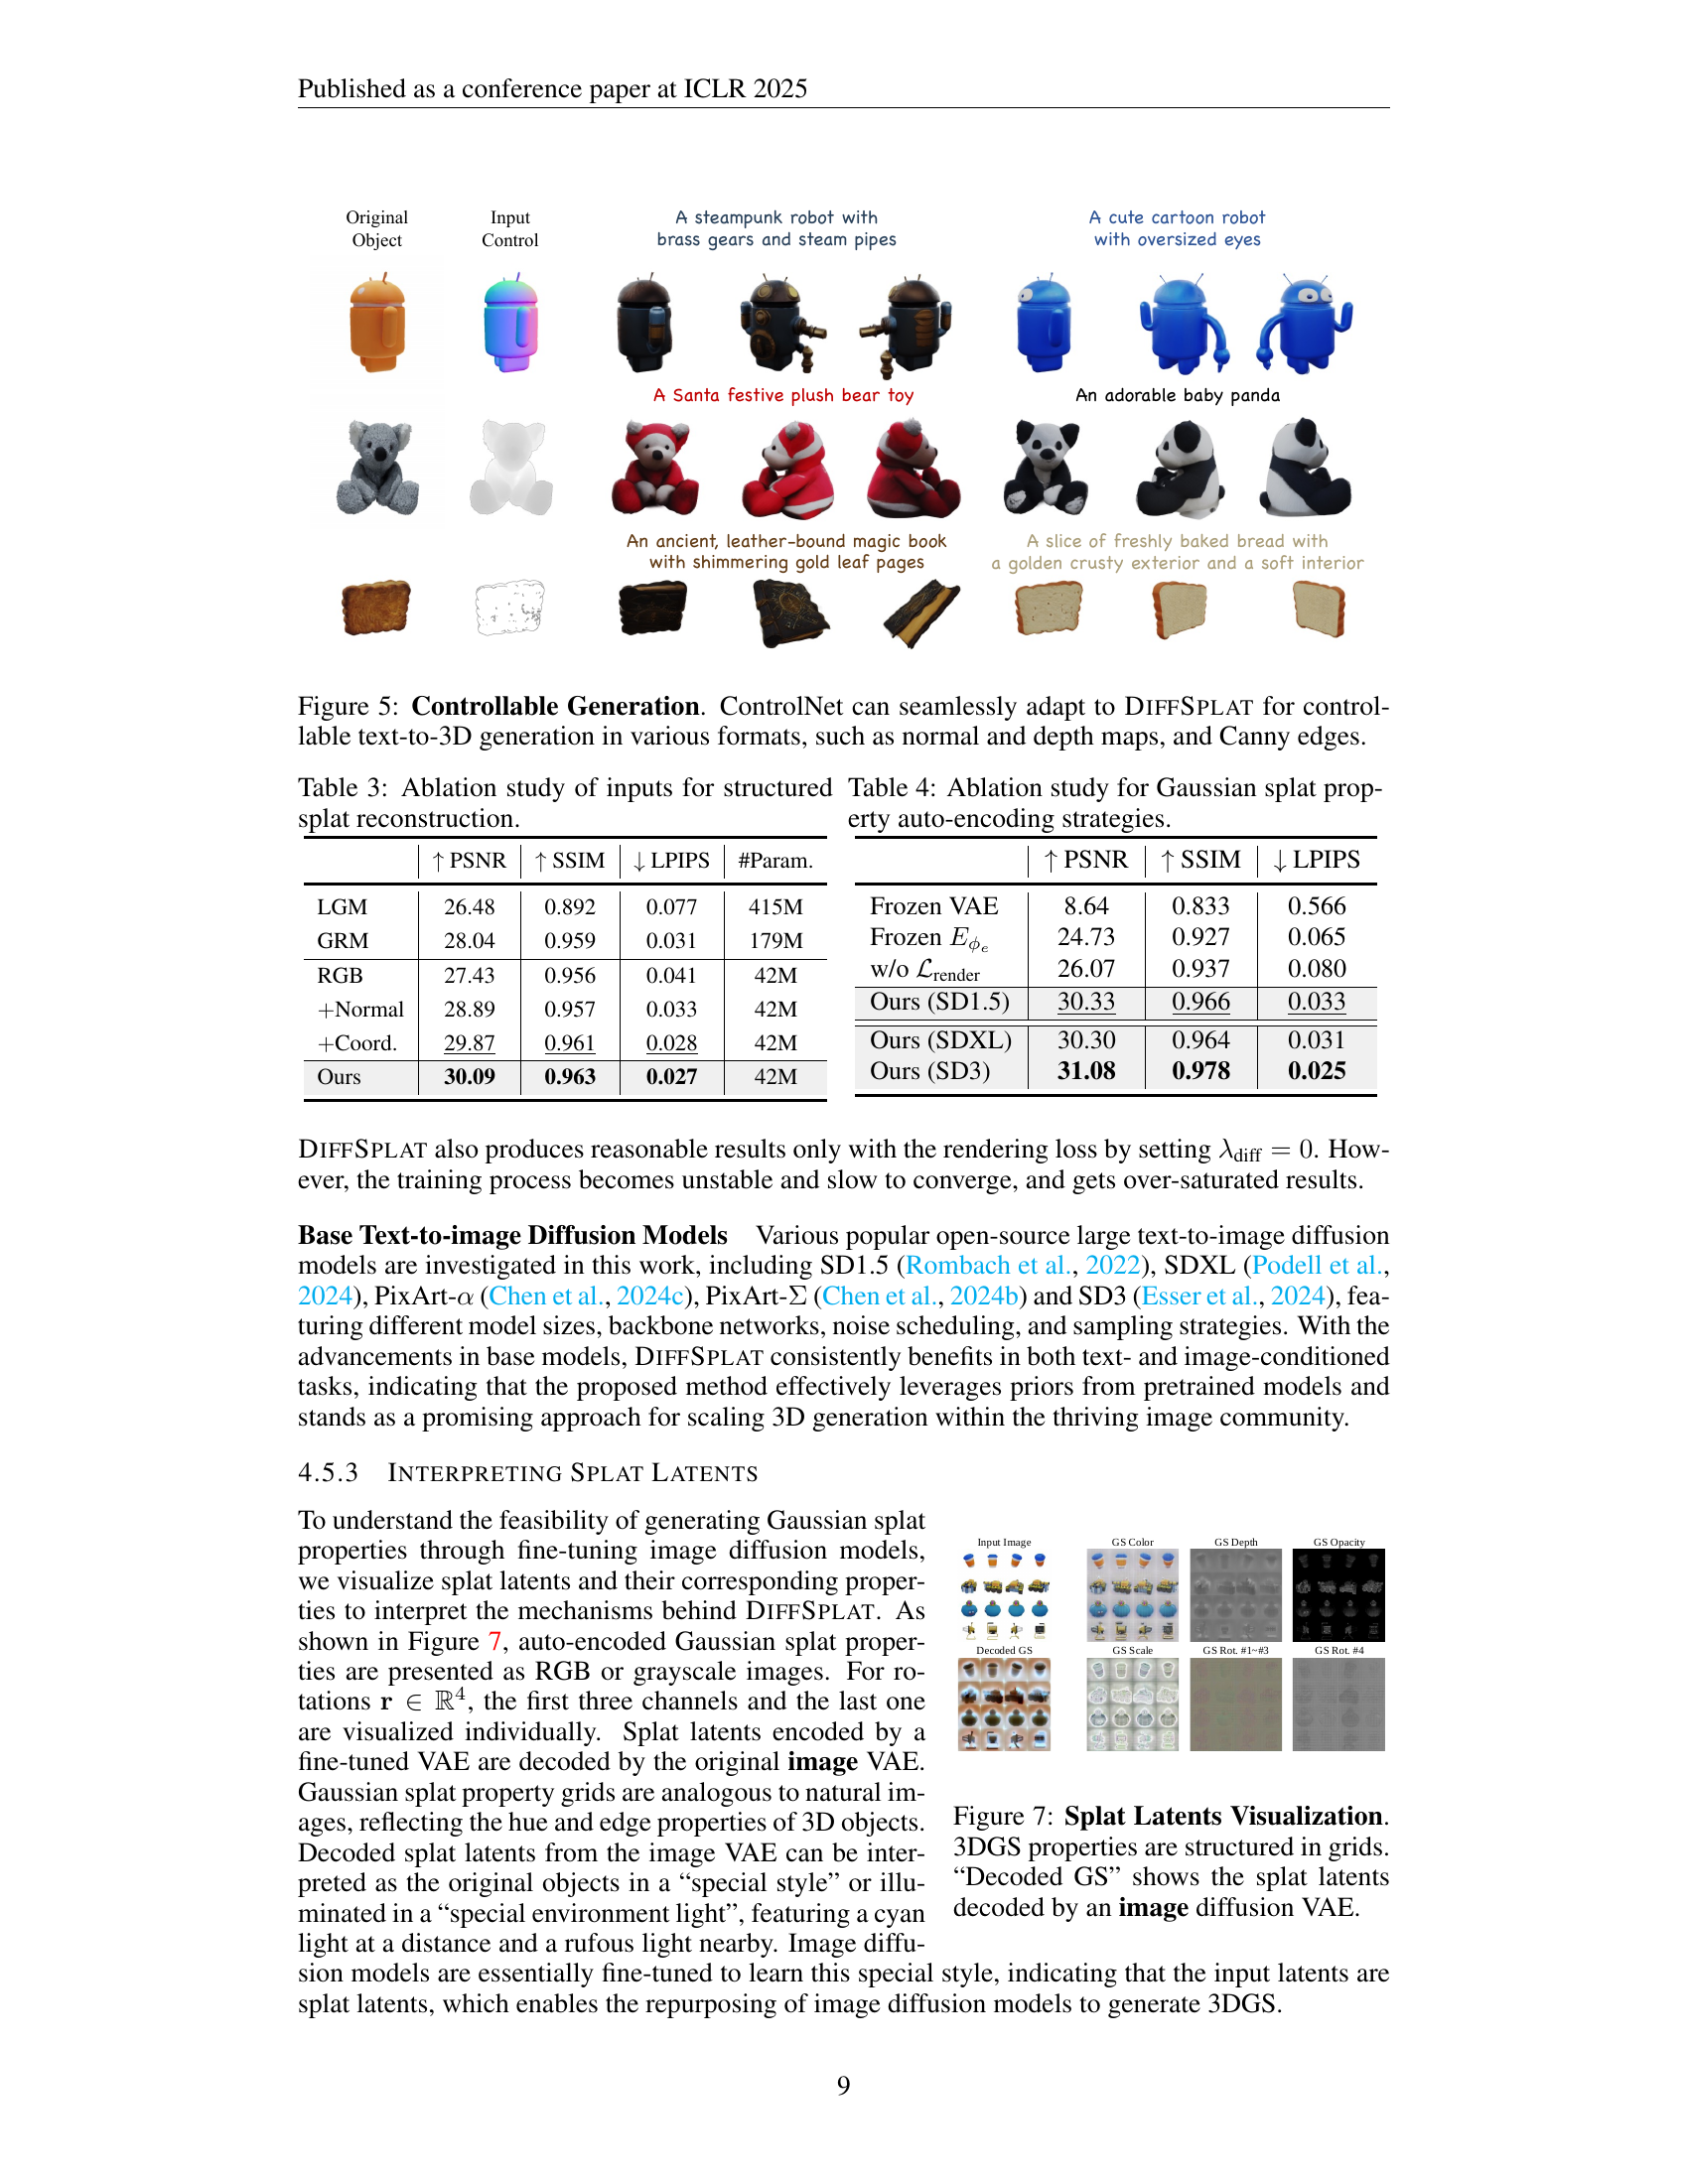 Published as a conference paper at ICLR 2025
Original
Object
Input
Control
A steampunk robot with
brass gears and steam pipes
A cute cartoon robot
with oversized eyes
A Santa festive plush bear toy
An adorable baby panda
An ancient, leather-bound magic book
with shimmering gold leaf pages
A slice of freshly baked bread with
a golden crusty exterior and a soft interior
Figure 5: Controllable Generation. ControlNet can seamlessly adapt to DIFFSPLAT for control-
lable text-to-3D generation in various formats, such as normal and depth maps, and Canny edges.
Table 3: Ablation study of inputs for structured
splat reconstruction.
↑ PSNR ↑ SSIM ↓ LPIPS #Param.
LGM 26.48 0.892 0.077 415M
GRM 28.04 0.959 0.031 179M
RGB 27.43 0.956 0.041 42M
+Normal 28.89 0.957 0.033 42M
+Coord. 29.87 0.961 0.028 42M
Ours 30.09 0.963 0.027 42M
Table 4: Ablation study for Gaussian splat prop-
erty auto-encoding strategies.
↑ PSNR ↑ SSIM ↓ LPIPS
Frozen VAE 8.64 0.833 0.566
Frozen E_{ϕ_e} 24.73 0.927 0.065
w/o ℒ_render 26.07 0.937 0.080
Ours (SD1.5) 30.33 0.966 0.033
Ours (SDXL) 30.30 0.964 0.031
Ours (SD3) 31.08 0.978 0.025
DIFFSPLAT also produces reasonable results only with the rendering loss by setting λ_diff = 0. How-
ever, the training process becomes unstable and slow to converge, and gets over-saturated results.
Base Text-to-image Diffusion Models Various popular open-source large text-to-image diffusion
models are investigated in this work, including SD1.5 (Rombach et al., 2022), SDXL (Podell et al.,
2024), PixArt-α (Chen et al., 2024c), PixArt-Σ (Chen et al., 2024b) and SD3 (Esser et al., 2024), fea-
turing different model sizes, backbone networks, noise scheduling, and sampling strategies. With the
advancements in base models, DIFFSPLAT consistently benefits in both text- and image-conditioned
tasks, indicating that the proposed method effectively leverages priors from pretrained models and
stands as a promising approach for scaling 3D generation within the thriving image community.
4.5.3 INTERPRETING SPLAT LATENTS
To understand the feasibility of generating Gaussian splat
properties through fine-tuning image diffusion models,
we visualize splat latents and their corresponding proper-
ties to interpret the mechanisms behind DIFFSPLAT. As
shown in Figure 7, auto-encoded Gaussian splat proper-
ties are presented as RGB or grayscale images. For ro-
tations r ∈ ℝ⁴, the first three channels and the last one
are visualized individually. Splat latents encoded by a
fine-tuned VAE are decoded by the original image VAE.
Gaussian splat property grids are analogous to natural im-
ages, reflecting the hue and edge properties of 3D objects.
Decoded splat latents from the image VAE can be inter-
preted as the original objects in a “special style” or illu-
minated in a “special environment light”, featuring a cyan
light at a distance and a rufous light nearby. Image diffu-
sion models are essentially fine-tuned to learn this special style, indicating that the input latents are
splat latents, which enables the repurposing of image diffusion models to generate 3DGS.
Input Image
GS Color
GS Depth
GS Opacity
Decoded GS
GS Scale
GS Rot. #1~#3
GS Rot. #4
Figure 7: Splat Latents Visualization.
3DGS properties are structured in grids.
“Decoded GS” shows the splat latents
decoded by an image diffusion VAE.
9